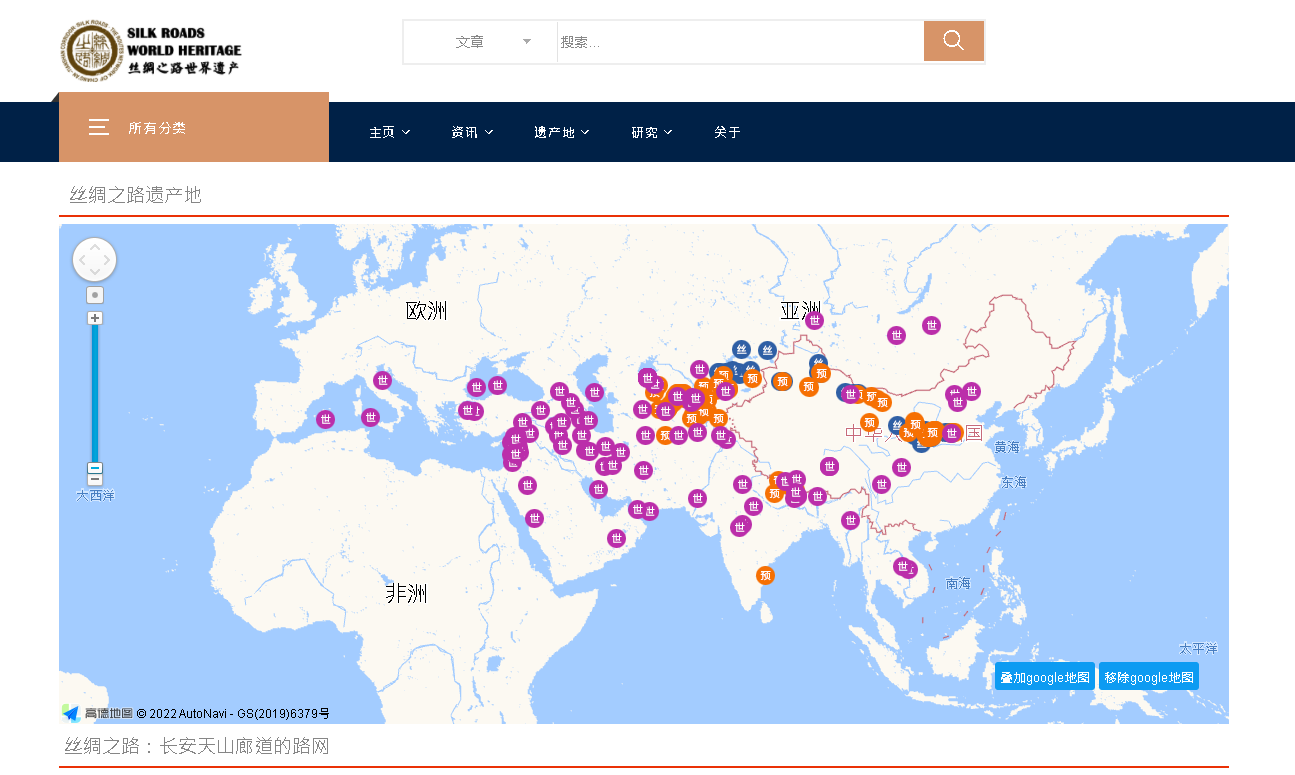 SILK ROADS
WORLD HERITAGE
丝绸之路世界遗产
文章
搜索...
所有分类
主页
资讯
遗产地
研究
关于
丝绸之路遗产地
欧洲
亚洲
非洲
大西洋
黄海
东海
南海
太平洋
叠加google地图
移除google地图
高德地图 © 2022 AutoNavi - GS(2019)6379号
丝绸之路：长安天山廊道的路网